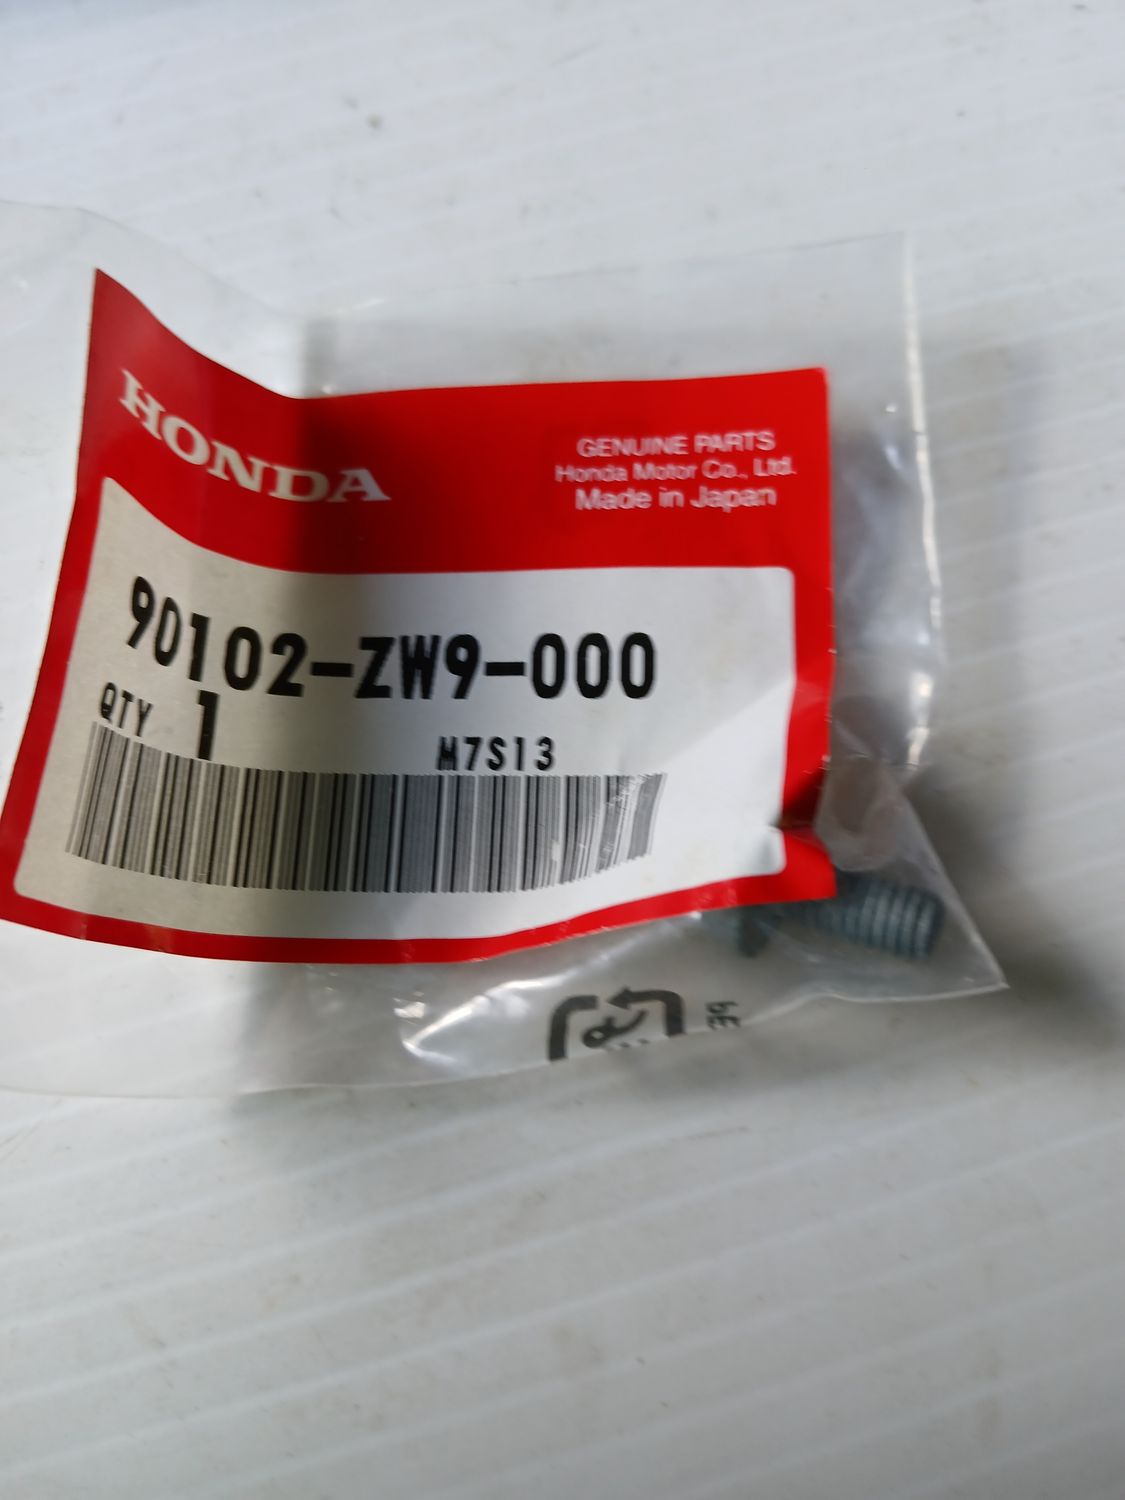 HONDA
GENUINE PARTS
Honda Motor Co., Ltd.
Made in Japan
90102-ZW9-000
QTY 1
M7S13